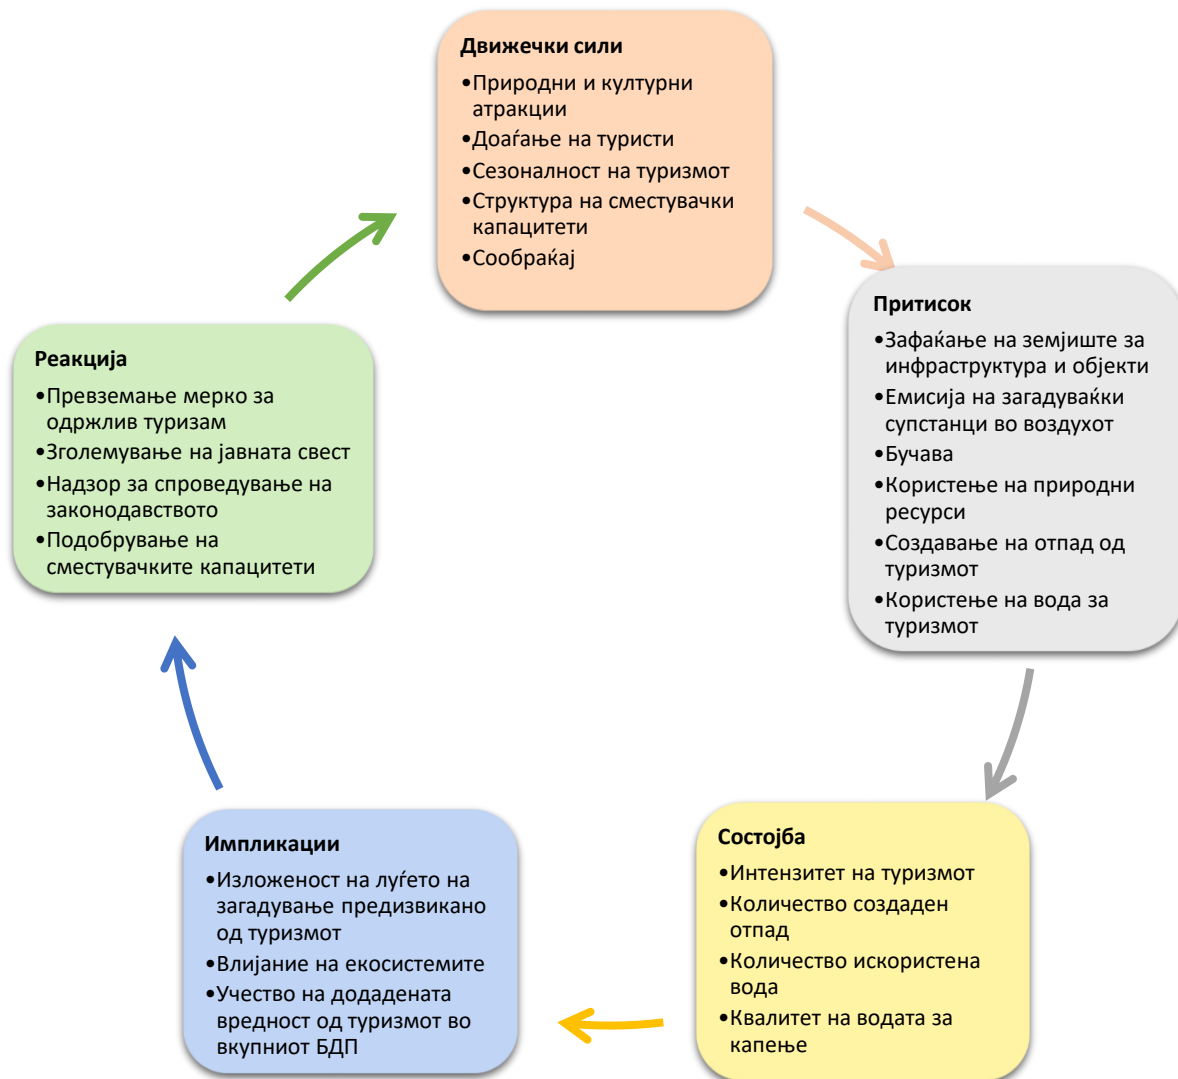 Движечки сили
•Природни и културни
атракции
•Доаѓање на туристи
•Сезоналност на туризмот
•Структура на сместувачки
капацитети
•Сообраќај
Притисок
•Зафаќање на земјиште за
инфраструктура и објекти
•Емисија на загадуваќки
супстанци во воздухот
•Бучава
•Користење на природни
ресурси
•Создавање на отпад од
туризмот
•Користење на вода за
туризмот
Состојба
•Интензитет на туризмот
•Количество создаден
отпад
•Количество искористена
вода
•Квалитет на водата за
капење
Импликации
•Изложеност на луѓето на
загадување предизвикано
од туризмот
•Влијание на екосистемите
•Учество на додадената
вредност од туризмот во
вкупниот БДП
Реакција
•Превземање мерко за
одржлив туризам
•Зголемување на јавната свест
•Надзор за спроведување на
законодавството
•Подобрување на
сместувачките капацитети